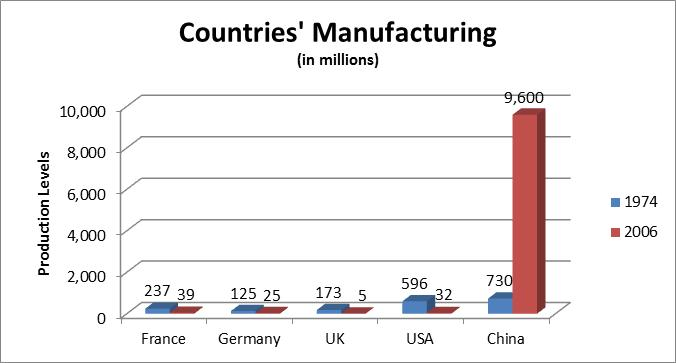 Countries' Manufacturing
(in millions)
Production Levels
10,000
8,000
6,000
4,000
2,000
0
237 39 125 25 173 5 596 32 730 9,600
France Germany UK USA China
1974
2006